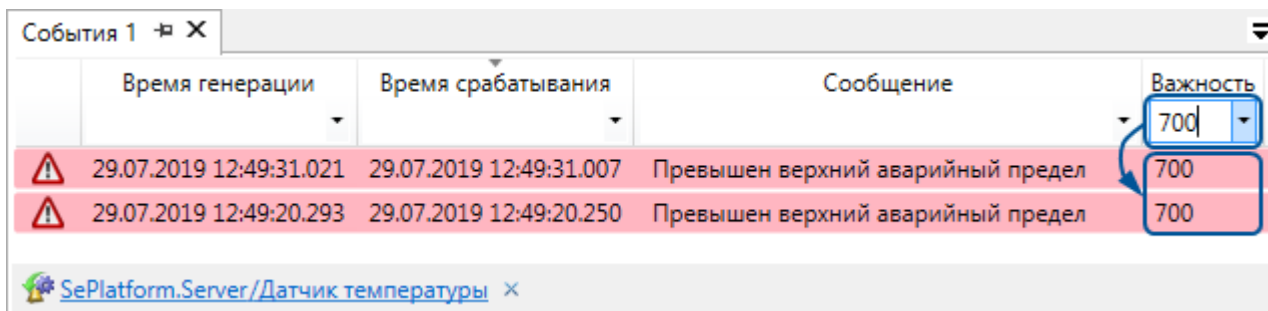 События 1
Время генерации Время срабатывания Сообщение Важность
700
29.07.2019 12:49:31.021 29.07.2019 12:49:31.007 Превышен верхний аварийный предел 700
29.07.2019 12:49:20.293 29.07.2019 12:49:20.250 Превышен верхний аварийный предел 700
SePlatform.Server/Датчик температуры